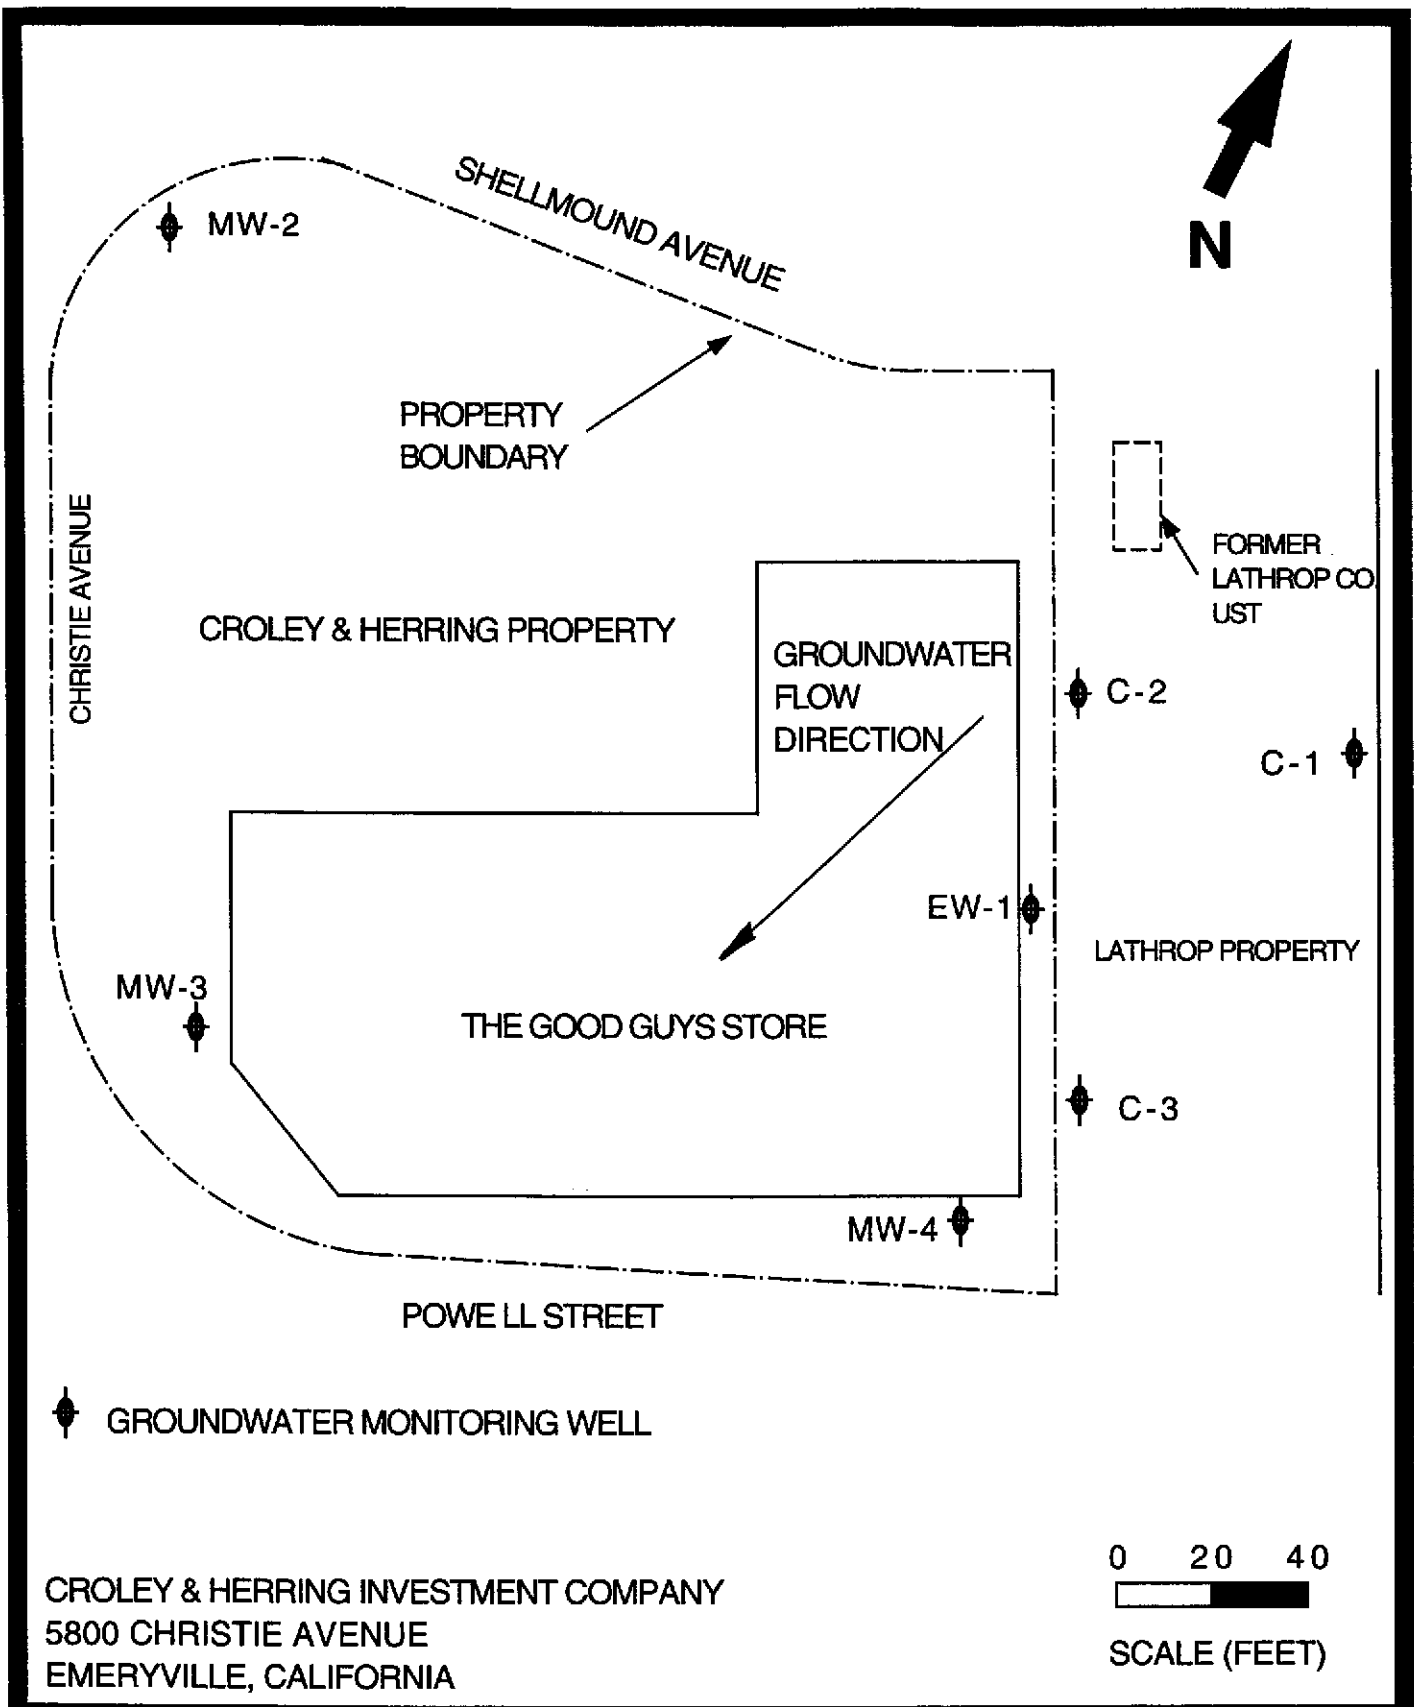 N
SHELLMOUND AVENUE
MW-2
PROPERTY
BOUNDARY
CHRISTIE AVENUE
FORMER
LATHROP CO.
UST
CROLEY & HERRING PROPERTY
GROUNDWATER
FLOW
DIRECTION
C-2
C-1
EW-1
LATHROP PROPERTY
MW-3
THE GOOD GUYS STORE
C-3
MW-4
POWE LL STREET
GROUNDWATER MONITORING WELL
0 20 40
SCALE (FEET)
CROLEY & HERRING INVESTMENT COMPANY
5800 CHRISTIE AVENUE
EMERYVILLE, CALIFORNIA